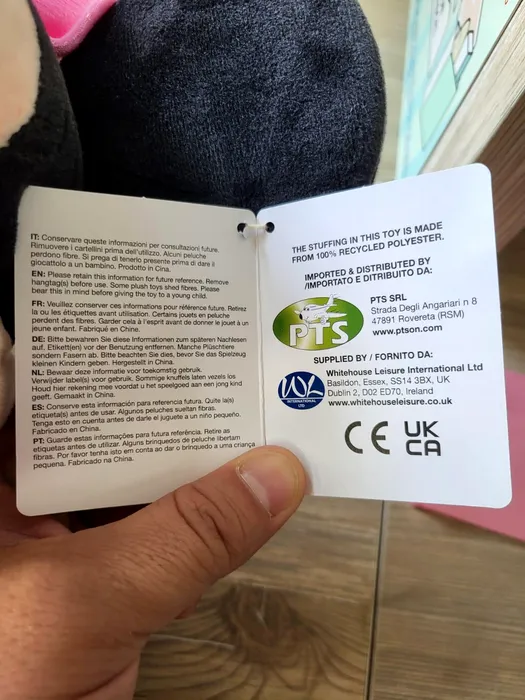 IT: Conservare queste informazioni per consultazioni future.
Rimuovere i cartellini prima dell'utilizzo. Alcuni peluche
perdono fibre. Si prega di tenerlo presente prima di dare il
giocattolo a un bambino. Prodotto in Cina.
EN: Please retain this information for future reference. Remove
hangtag(s) before use. Some plush toys shed fibres. Please
bear this in mind before giving the toy to a young child.
FR: Veuillez conserver ces informations pour référence future. Retirez
la ou les étiquettes avant utilisation. Certains jouets en peluche
perdent des fibres. Garder cela à l'esprit avant de donner le jouet à un
jeune enfant. Fabriqué en Chine.
DE: Bitte bewahren Sie diese Informationen zum späteren Nachlesen
auf. Etikett(en) vor der Benutzung entfernen. Manche Plüschtiere
sondern Fasern ab. Bitte beachten Sie dies, bevor Sie das Spielzeug
kleinen Kindern geben. Hergestellt in China.
NL: Bewaar deze informatie voor toekomstig gebruik.
Verwijder label(s) voor gebruik. Sommige knuffels laten vezels los
Houd hier rekening mee voordat u het speelgoed aan een jong kind
geeft. Gemaakt in China.
ES: Conserve esta información para referencia futura. Quite la(s)
etiqueta(s) antes de usar. Algunos peluches sueltan fibras.
Tenga esto en cuenta antes de darle el juguete a un niño pequeño.
Fabricado en China.
PT: Guarde estas informações para futura referência. Retire as
etiquetas antes de utilizar. Alguns brinquedos de peluche libertam
fibras. Por favor tenha isto em conta ao dar o brinquedo a uma criança
pequena. Fabricado na China.
THE STUFFING IN THIS TOY IS MADE
FROM 100% RECYCLED POLYESTER.
IMPORTED & DISTRIBUTED BY
/IMPORTATO E DITRIBUITO DA:
PTS
PTS SRL
Strada Degli Angariari n 8
47891 Rovereta (RSM)
www.ptson.com
SUPPLIED BY / FORNITO DA:
WL
INTERNATIONAL
LTD
Whitehouse Leisure International Ltd
Basildon, Essex, SS14 3BX, UK
Dublin 2, D02 ED70, Ireland
www.whitehouseleisure.co.uk
CE UK
CA